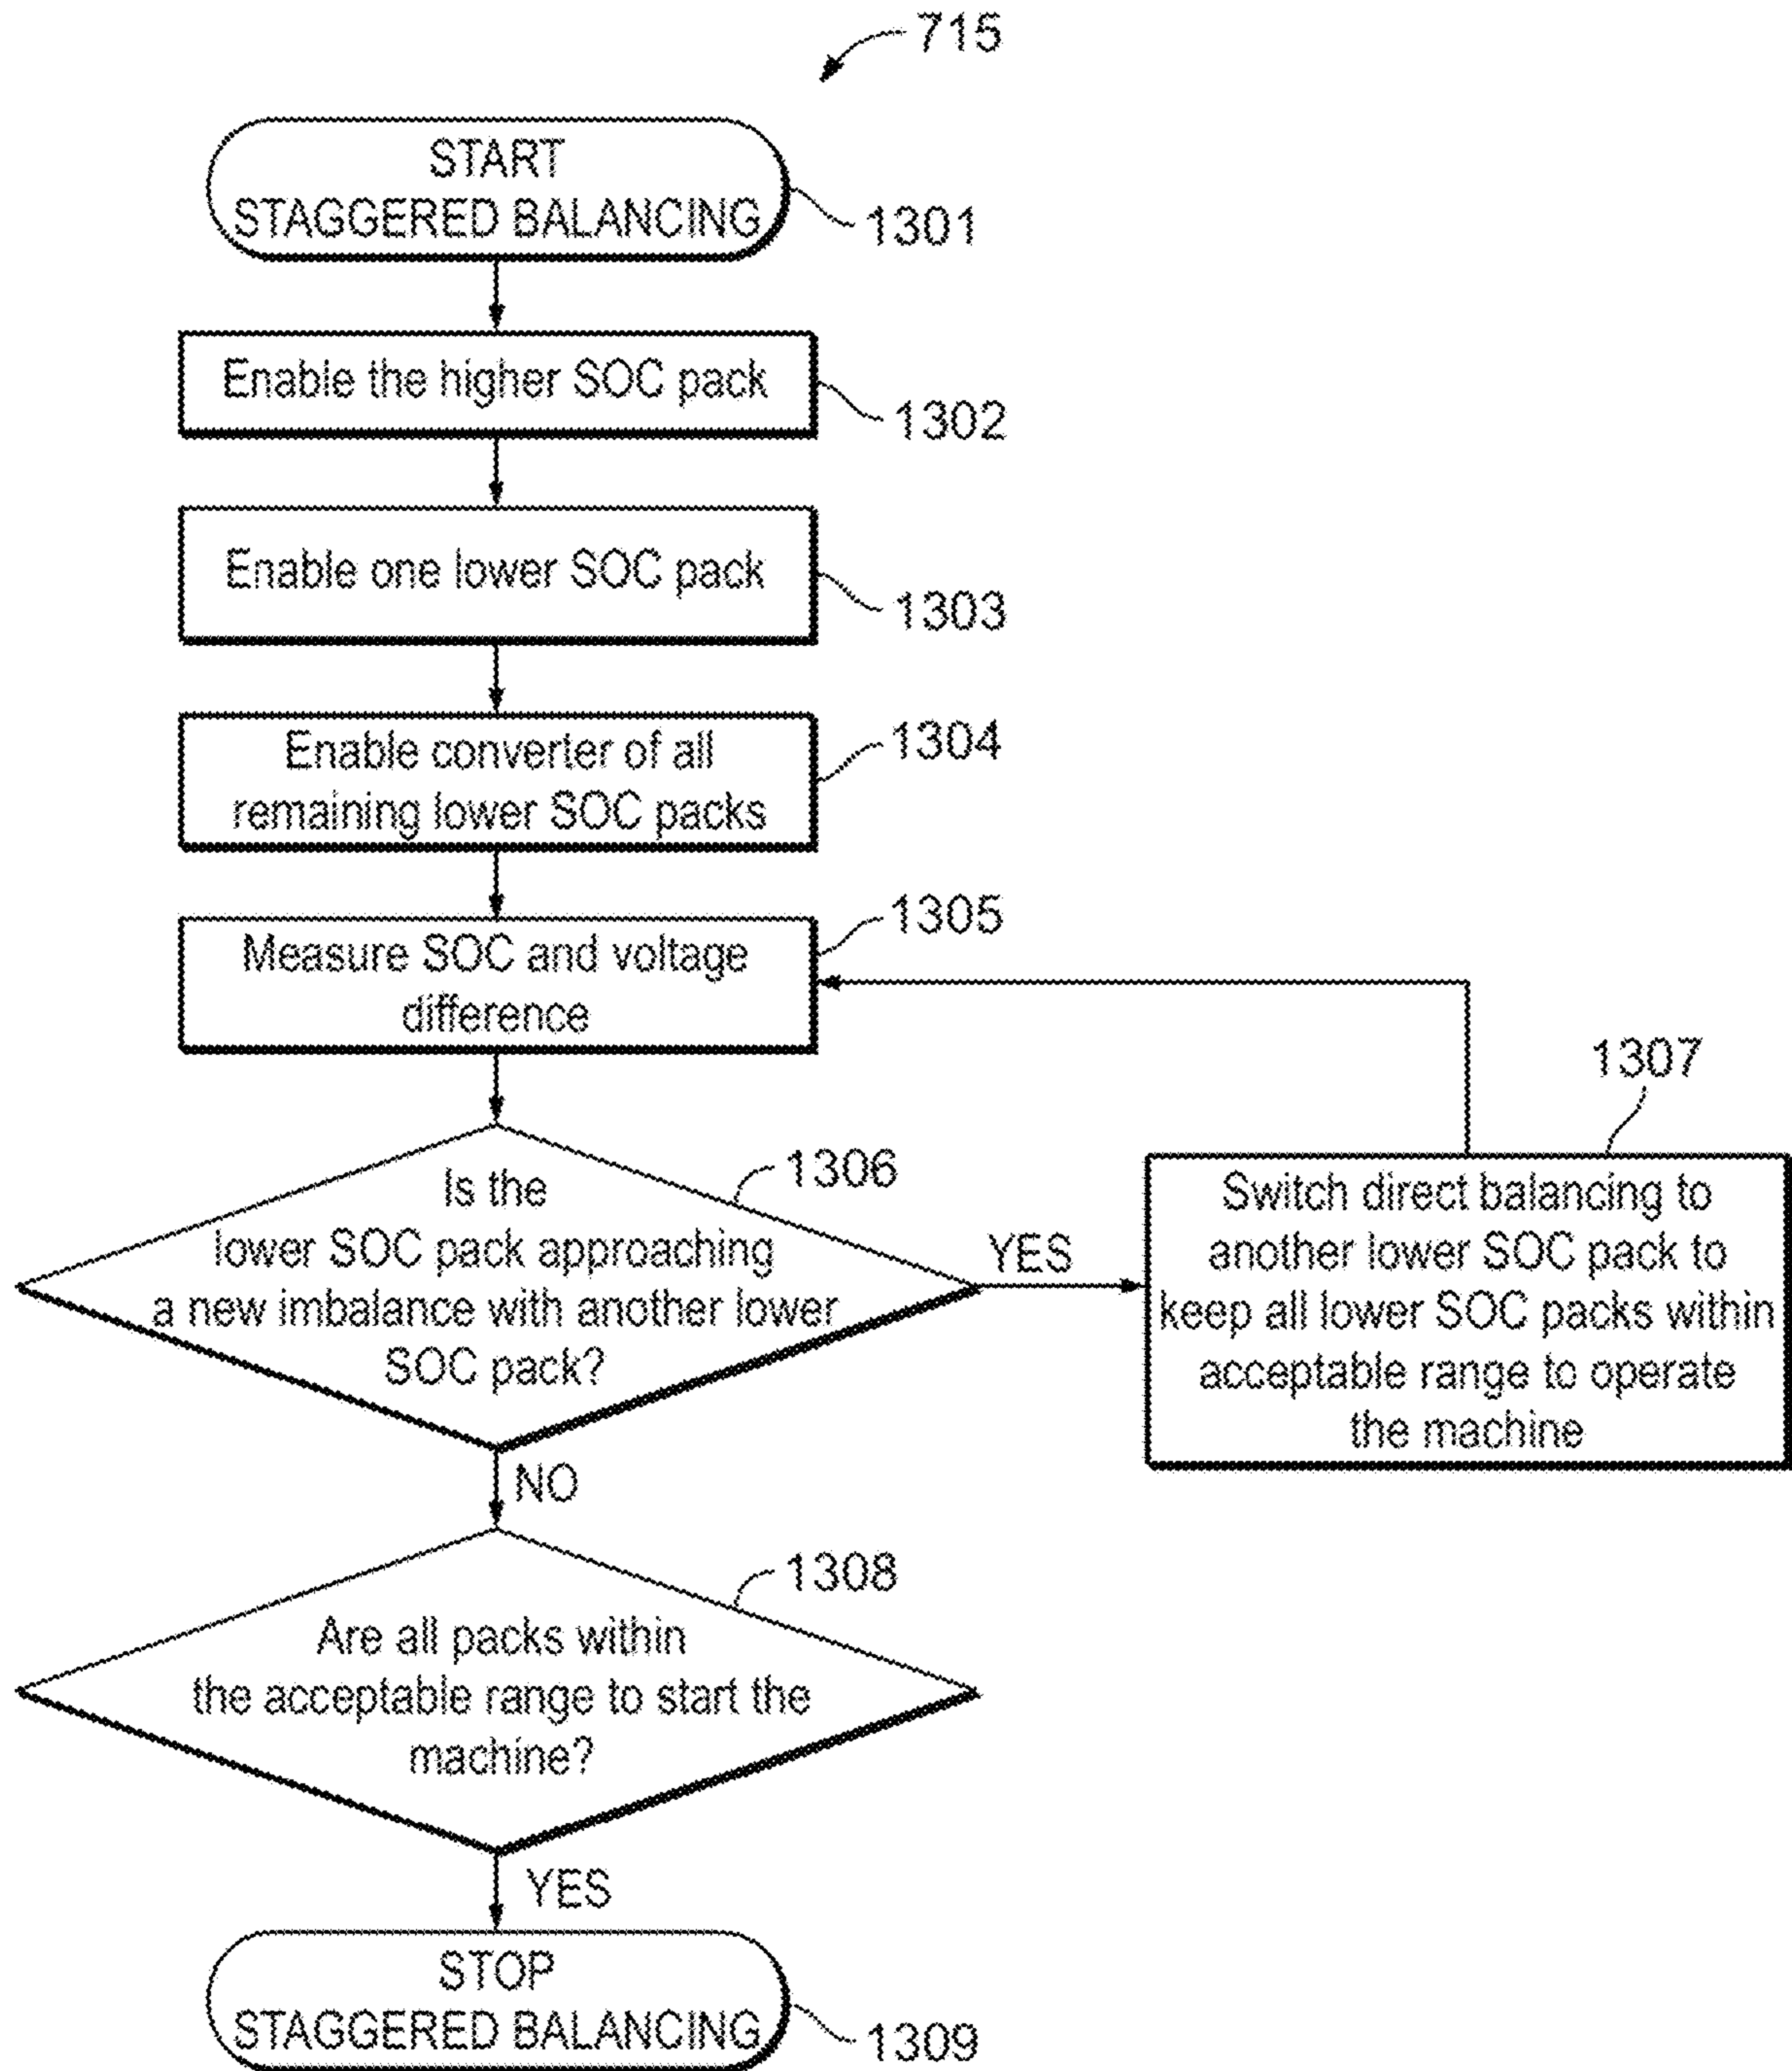 715
START
STAGGERED BALANCING
1301
Enable the higher SOC pack
1302
Enable one lower SOC pack
1303
Enable converter of all
remaining lower SOC packs
1304
Measure SOC and voltage
difference
1305
Is the
lower SOC pack approaching
a new imbalance with another lower
SOC pack?
1306
YES
Switch direct balancing to
another lower SOC pack to
keep all lower SOC packs within
acceptable range to operate
the machine
1307
NO
Are all packs within
the acceptable range to start the
machine?
1308
YES
STOP
STAGGERED BALANCING
1309